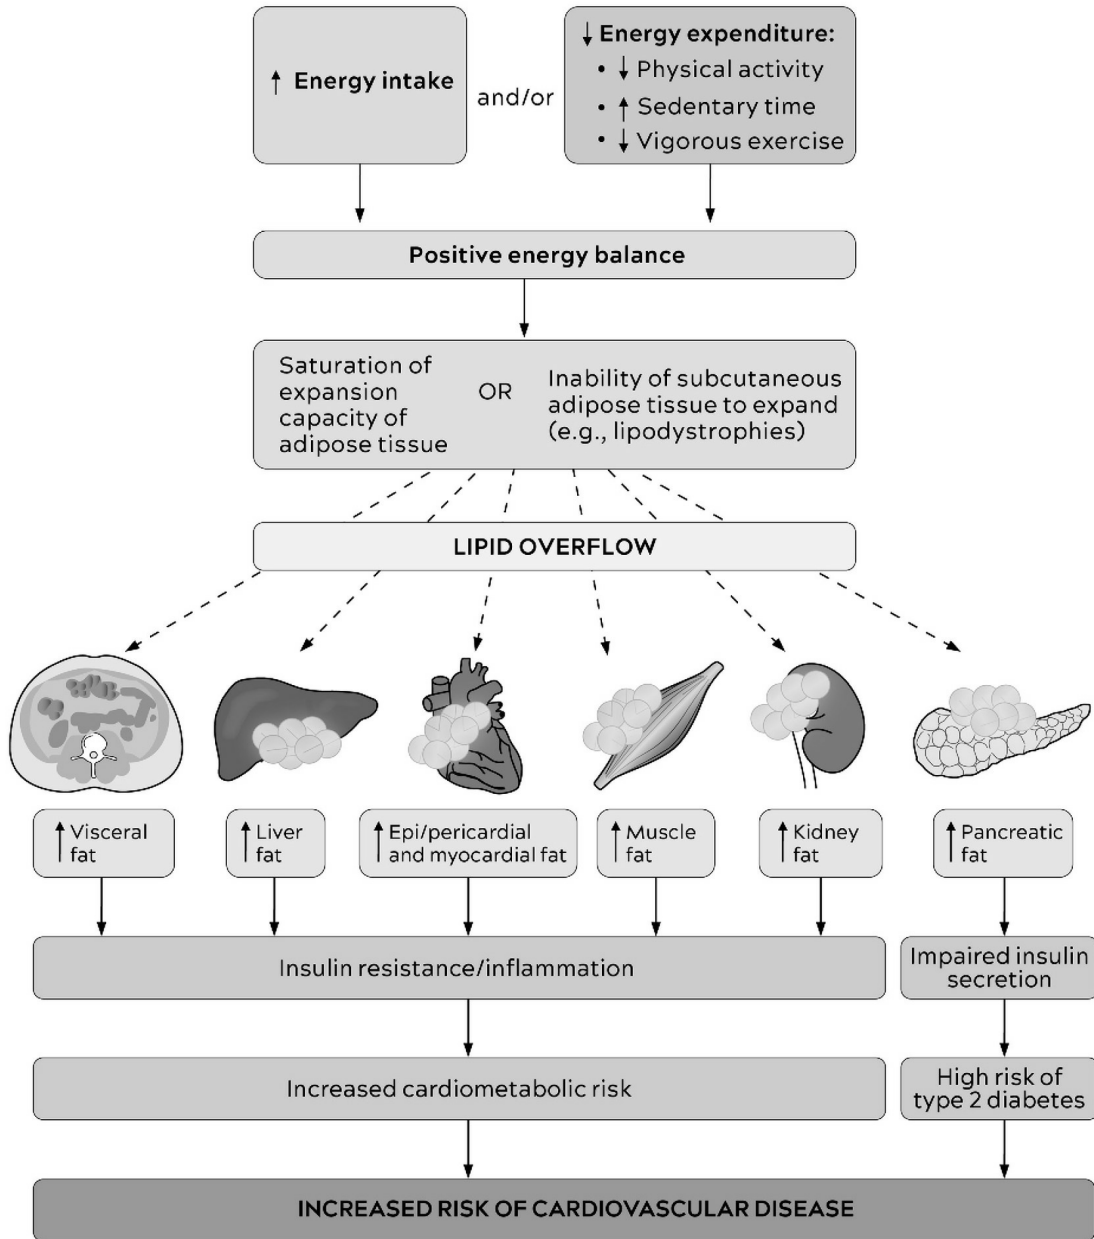 ↑ Energy intake
and/or
↓ Energy expenditure:
• ↓ Physical activity
• ↑ Sedentary time
• ↓ Vigorous exercise
Positive energy balance
Saturation of
expansion
capacity of
adipose tissue
OR
Inability of subcutaneous
adipose tissue to expand
(e.g., lipodystrophies)
LIPID OVERFLOW
↑ Visceral
fat
↑ Liver
fat
↑ Epi/pericardial
and myocardial fat
↑ Muscle
fat
↑ Kidney
fat
↑ Pancreatic
fat
Insulin resistance/inflammation
Impaired insulin
secretion
Increased cardiometabolic risk
High risk of
type 2 diabetes
INCREASED RISK OF CARDIOVASCULAR DISEASE